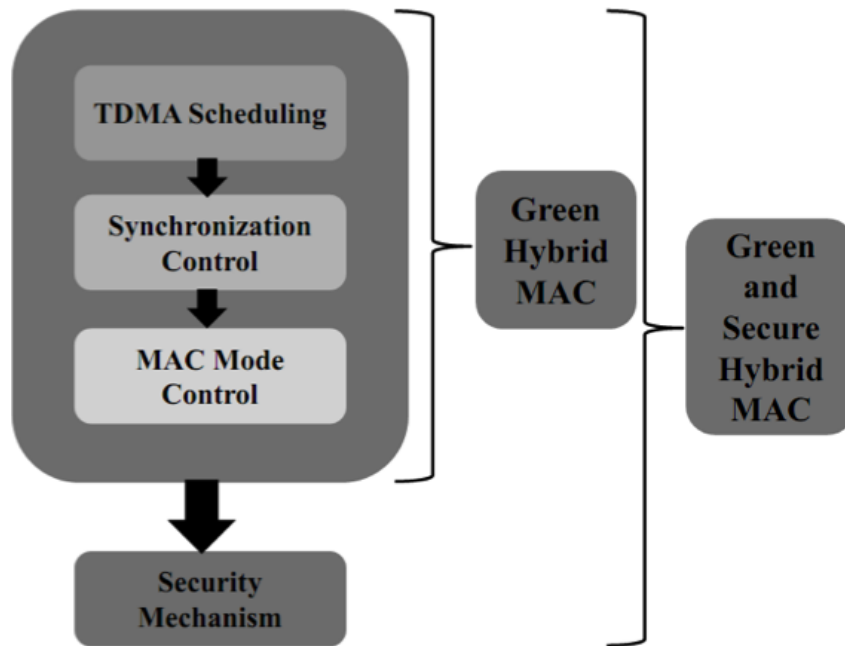 TDMA Scheduling
Synchronization
Control
MAC Mode
Control
Security
Mechanism
Green
Hybrid
MAC
Green
and
Secure
Hybrid
MAC